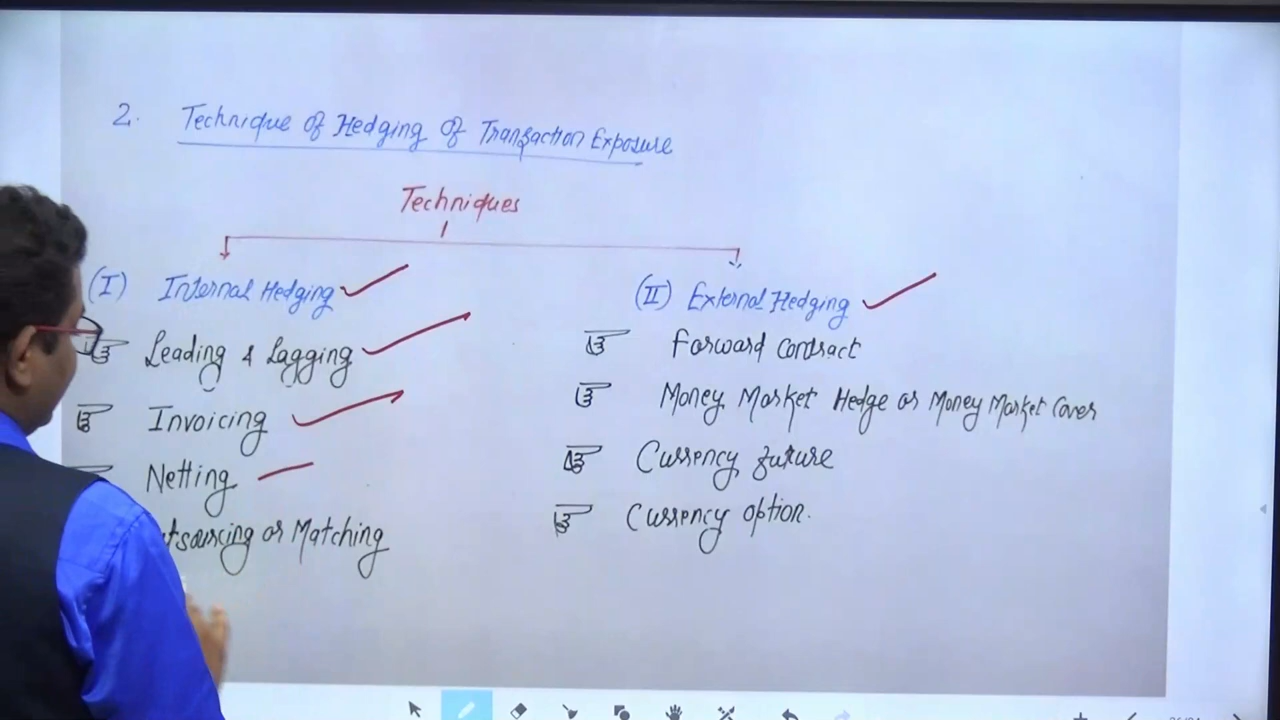 2. Technique of Hedging of Transaction Exposure
Techniques
(I) Internal Hedging
Leading & Lagging
Invoicing
Netting
or Matching
(II) External Hedging
Forward contract
Money Market Hedge or Money Market Cover
Currency future
Currency option.